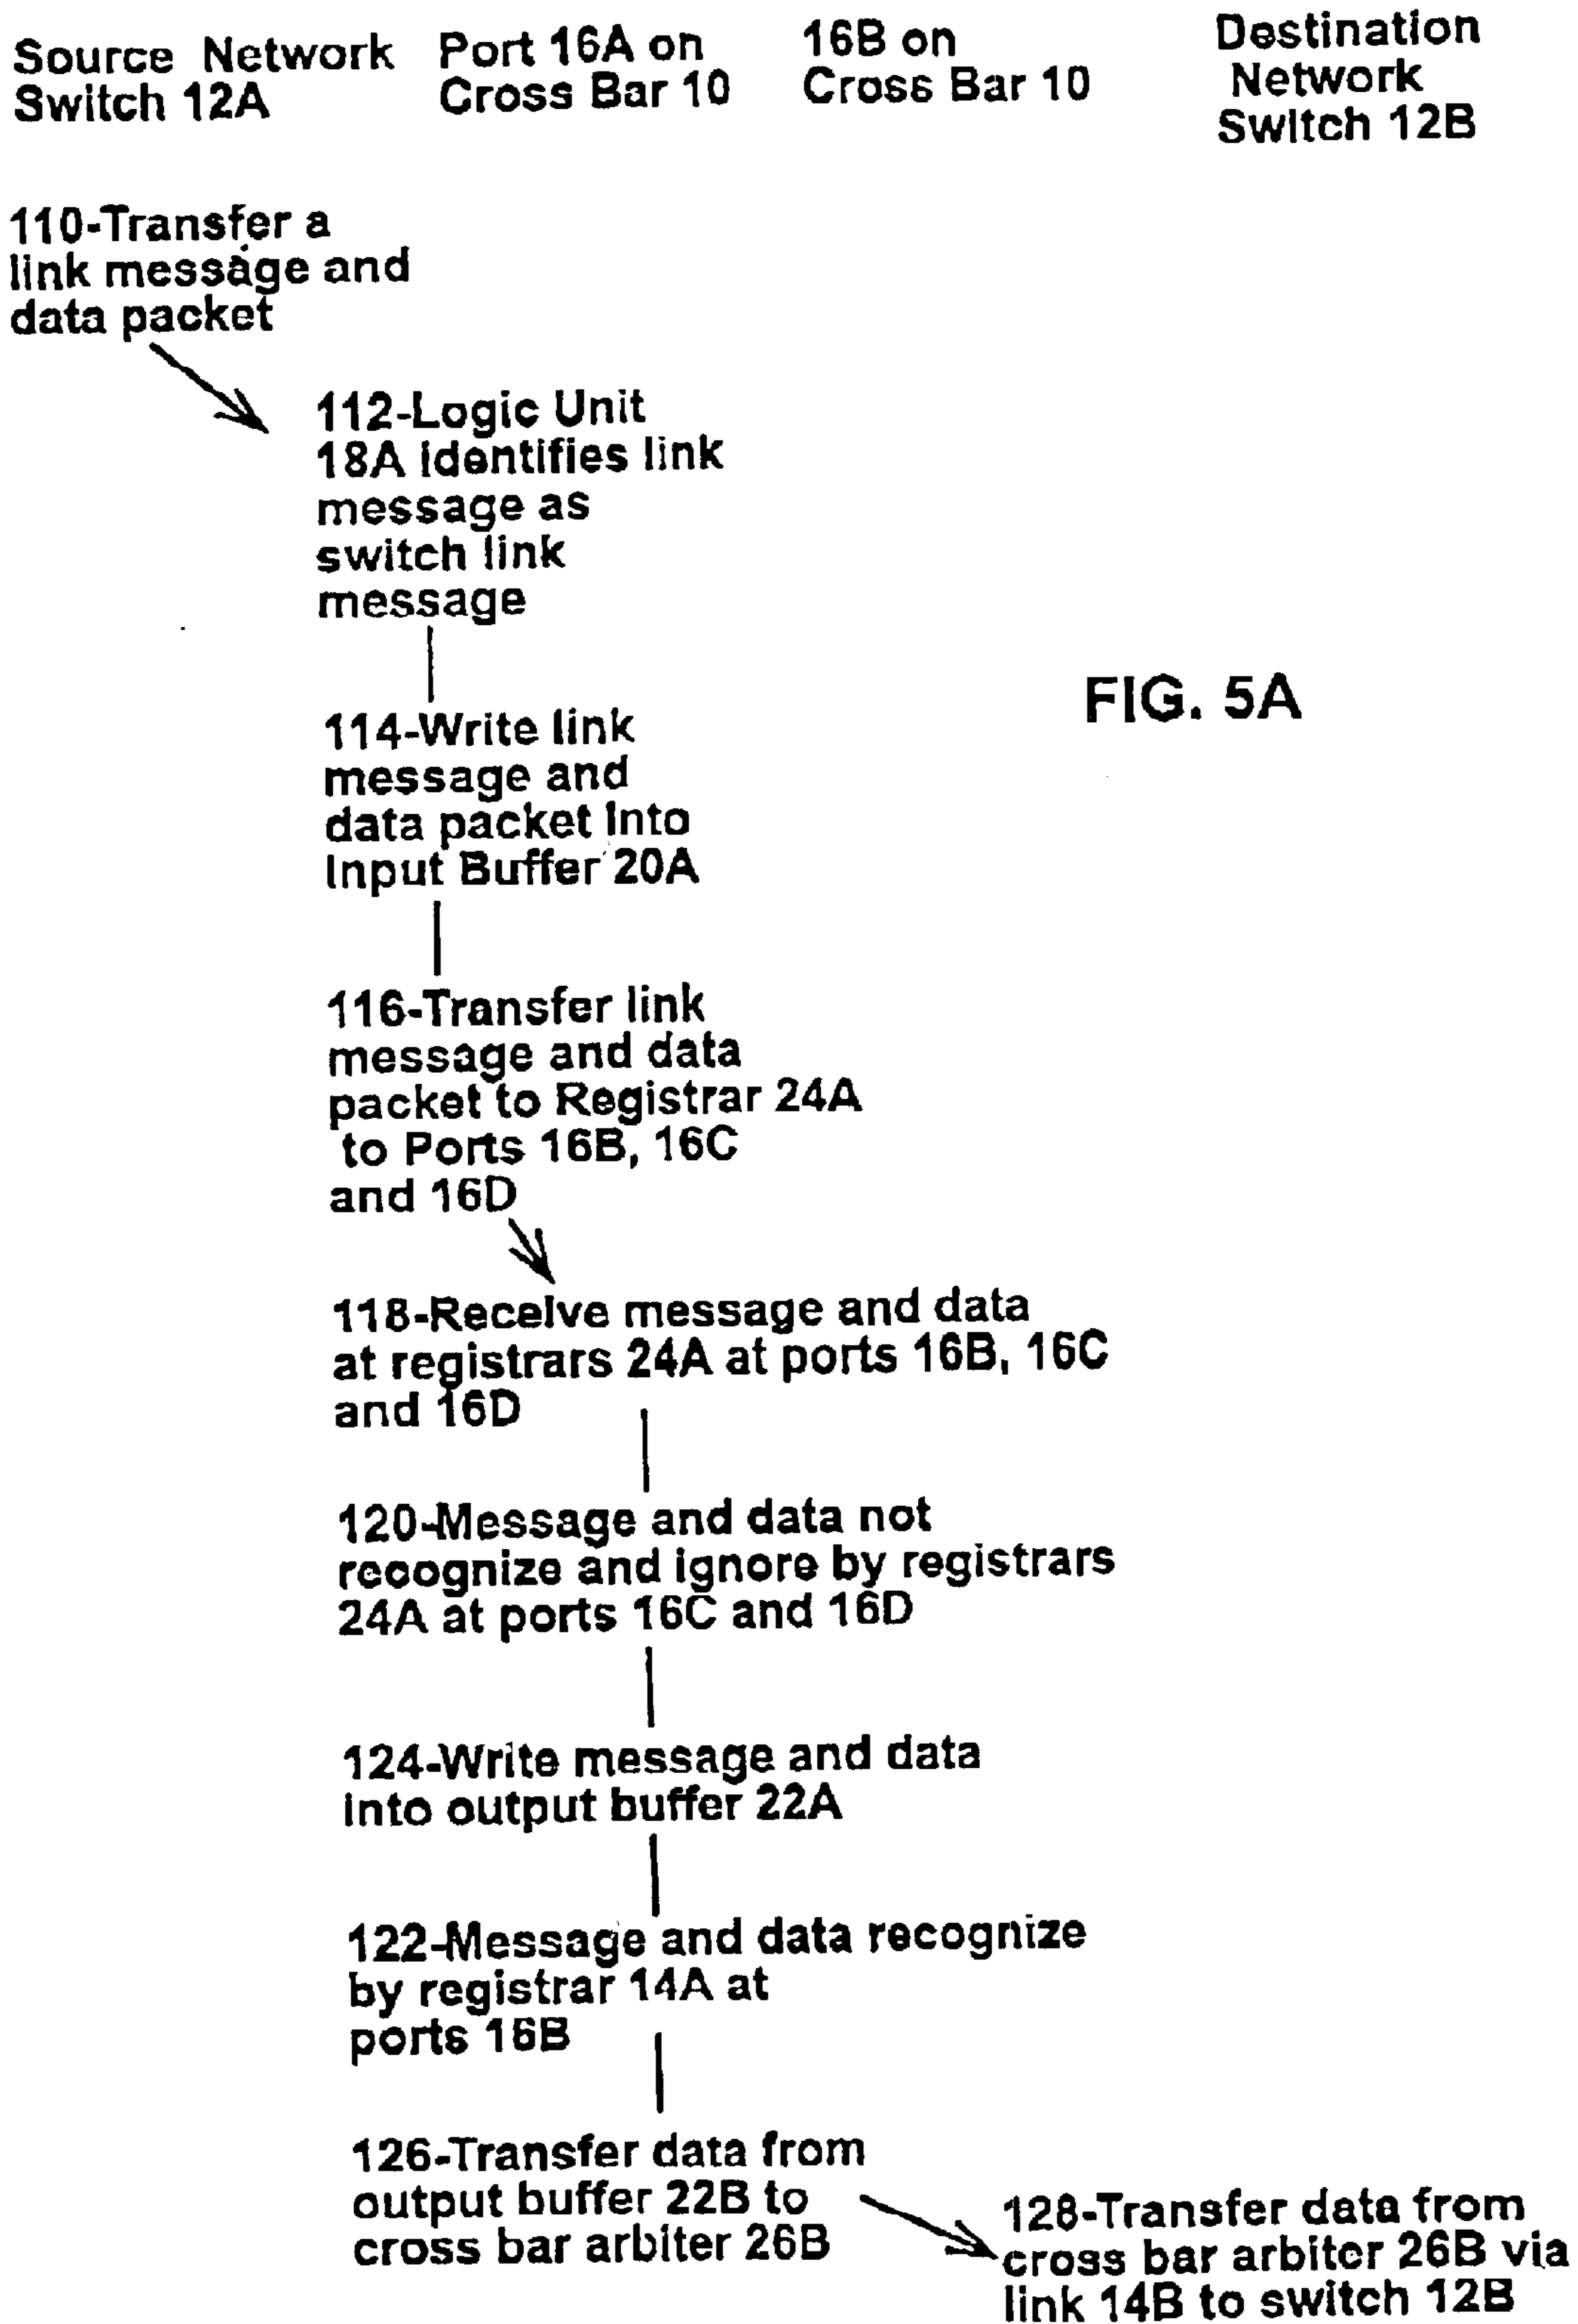 Source Network
Switch 12A
Port 16A on
Cross Bar 10
16B on
Cross Bar 10
Destination
Network
Switch 12B
110-Transfer a
link message and
data packet
112-Logic Unit
18A identifies link
message as
switch link
message
FIG. 5A
114-Write link
message and
data packet into
Input Buffer 20A
116-Transfer link
message and data
packet to Registrar 24A
to Ports 16B, 16C
and 16D
118-Receive message and data
at registrars 24A at ports 16B, 16C
and 16D
120-Message and data not
recognize and ignore by registrars
24A at ports 16C and 16D
124-Write message and data
into output buffer 22A
122-Message and data recognize
by registrar 14A at
ports 16B
126-Transfer data from
output buffer 22B to
cross bar arbiter 26B
128-Transfer data from
cross bar arbiter 26B via
link 14B to switch 12B